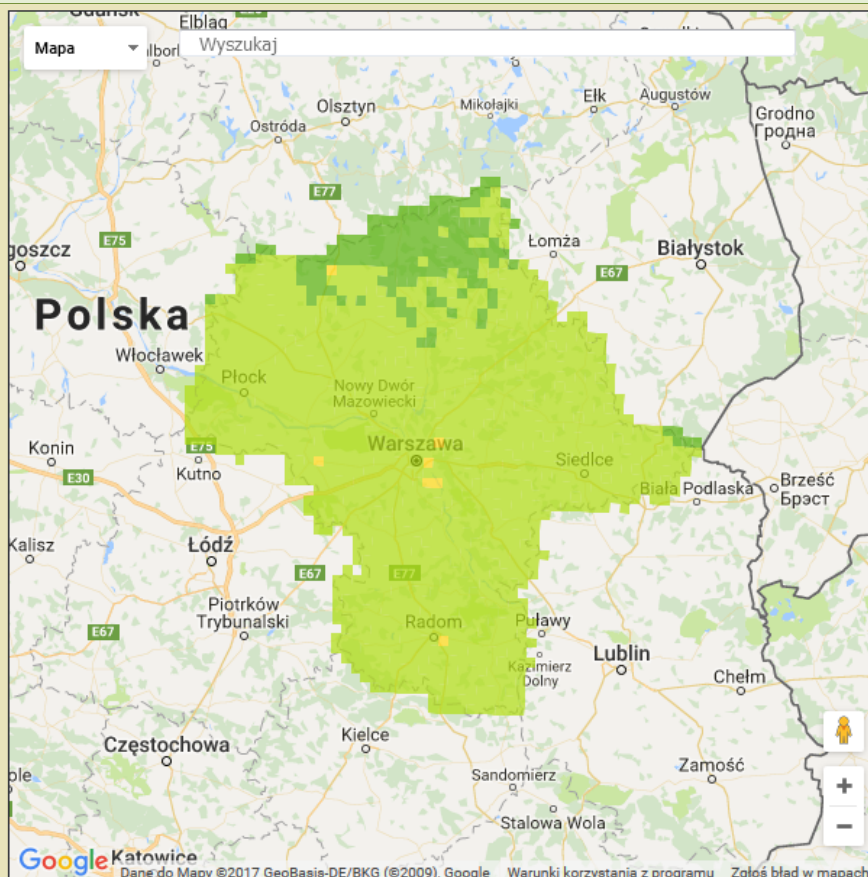 Gdańsk
Elbląg
Mapa
Wyszukaj
Olsztyn
Mikołajki
Ełk
Augustów
Ostróda
Grodno
Гродна
E77
E75
goszcz
Łomża
Białystok
E67
Polska
Włocławek
Płock
Nowy Dwór
Mazowiecki
Warszawa
E75
Konin
Kutno
Siedlce
E30
Biała Podlaska
Brześć
Брэст
Kalisz
Łódź
E67
E77
Piotrków
Trybunalski
E67
Radom
Puławy
Kazimierz
Dolny
Lublin
Chełm
Kielce
Częstochowa
Zamość
ole
Sandomierz
Stalowa Wola
+
−
Google
Katowice
Dane do Mapy ©2017 GeoBasis-DE/BKG (©2009), Google Warunki korzystania z programu Zgłoś błąd w mapach